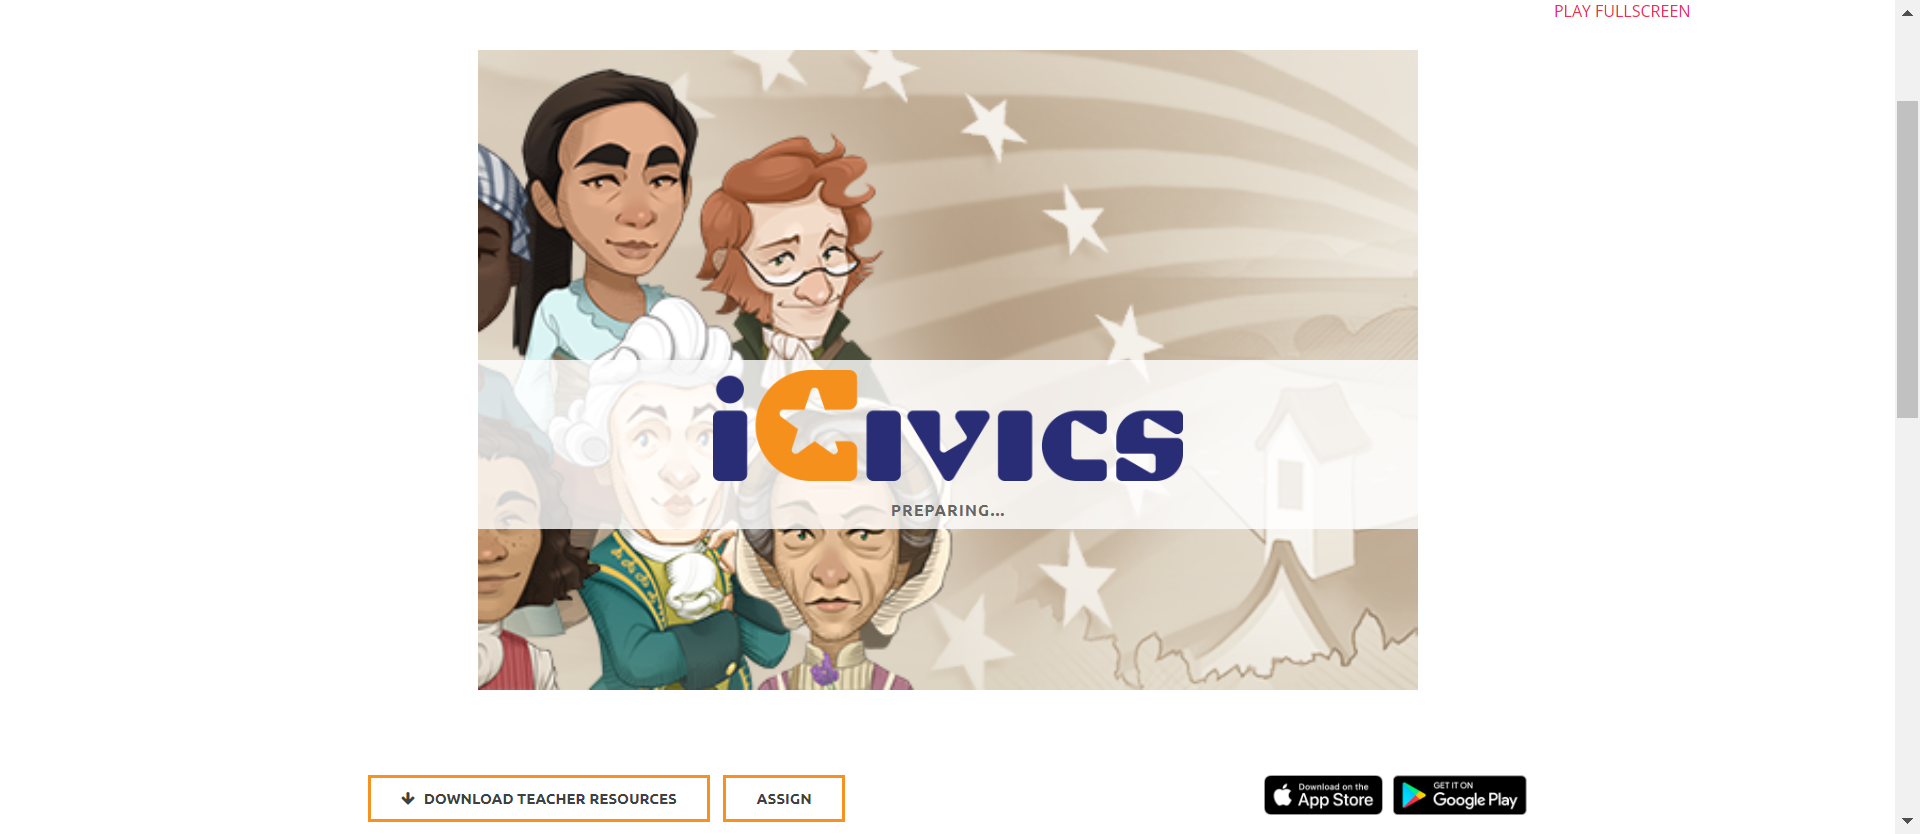 PLAY FULLSCREEN
iCIVICS
PREPARING...
DOWNLOAD TEACHER RESOURCES
ASSIGN
Download on the
App Store
GET IT ON
Google Play